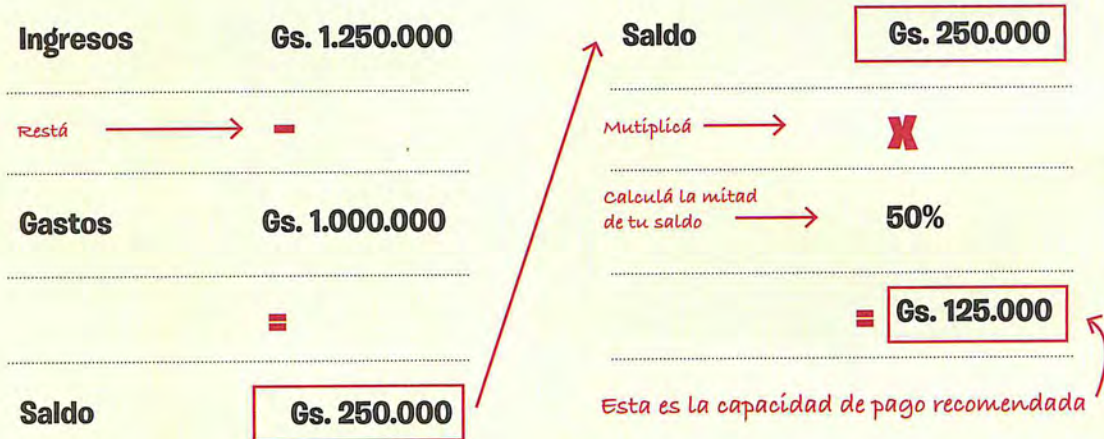 Ingresos Gs. 1.250.000
Restá -
Gastos Gs. 1.000.000
=
Saldo Gs. 250.000
Saldo Gs. 250.000
Mutiplicá X
Calculá la mitad
de tu saldo 50%
= Gs. 125.000
Esta es la capacidad de pago recomendada